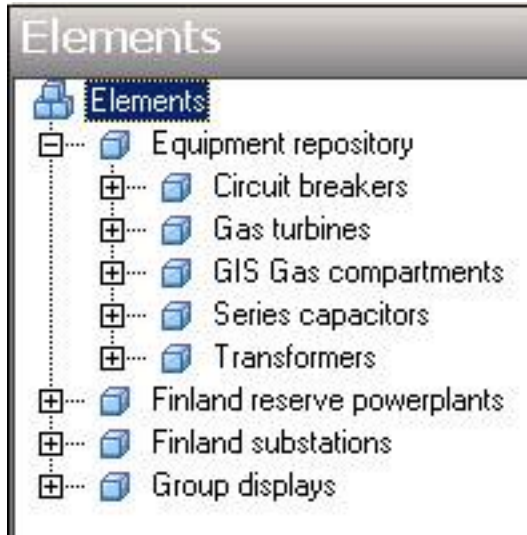 Elements
Elements
Equipment repository
Circuit breakers
Gas turbines
GIS Gas compartments
Series capacitors
Transformers
Finland reserve powerplants
Finland substations
Group displays